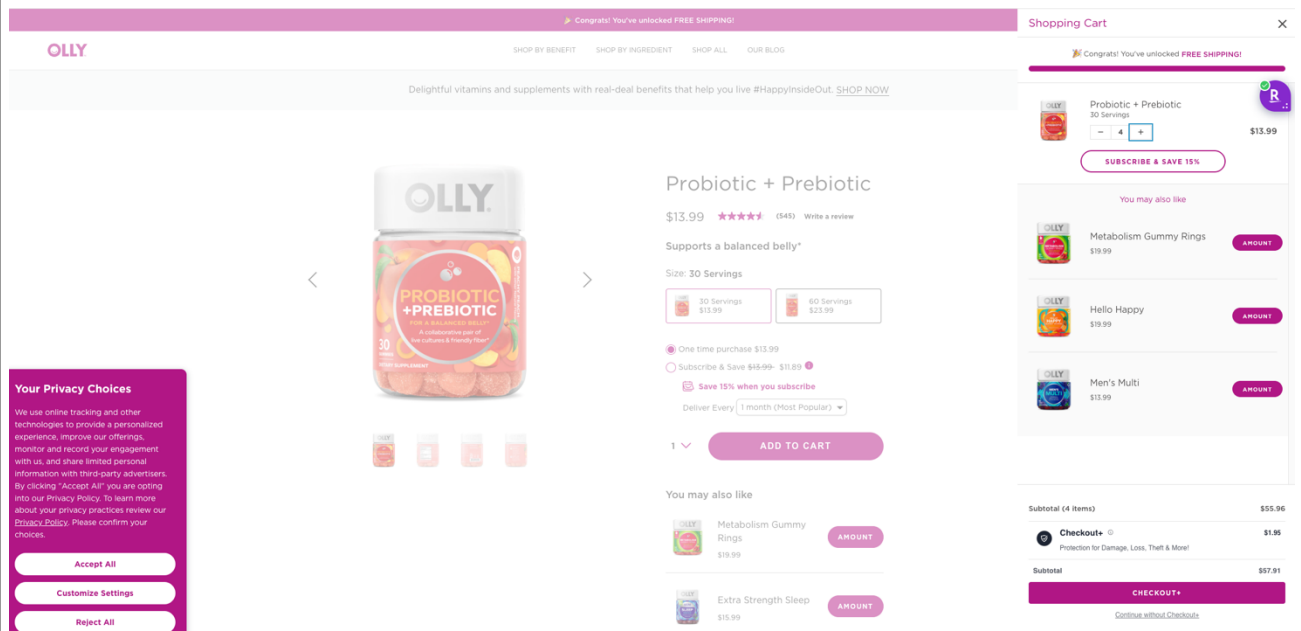 🎉 Congrats! You've unlocked FREE SHIPPING!
OLLY
SHOP BY BENEFIT SHOP BY INGREDIENT SHOP ALL OUR BLOG
Delightful vitamins and supplements with real-deal benefits that help you live #HappyInsideOut. SHOP NOW
OLLY.
PROBIOTIC
+PREBIOTIC
FOR A BALANCED BELLY*
A collaborative pair of
live cultures & friendly fiber*
30
DIETARY SUPPLEMENT
Probiotic + Prebiotic
$13.99 (545) Write a review
Supports a balanced belly*
Size: 30 Servings
30 Servings
$13.99
60 Servings
$23.99
One time purchase $13.99
Subscribe & Save $13.99 $11.89
Save 15% when you subscribe
Deliver Every 1 month (Most Popular)
1 ADD TO CART
You may also like
Metabolism Gummy
Rings
$19.99
AMOUNT
Extra Strength Sleep
$15.99
AMOUNT
Your Privacy Choices
We use online tracking and other
technologies to provide a personalized
experience, improve our offerings,
monitor and record your engagement
with us, and share limited personal
information with third-party advertisers.
By clicking "Accept All" you are opting
into our Privacy Policy. To learn more
about your privacy practices review our
Privacy Policy. Please confirm your
choices.
Accept All
Customize Settings
Reject All
Shopping Cart
🎉 Congrats! You've unlocked FREE SHIPPING!
R
OLLY
Probiotic + Prebiotic
30 Servings
− 4 +
$13.99
SUBSCRIBE & SAVE 15%
You may also like
OLLY
Metabolism Gummy Rings
$19.99
AMOUNT
OLLY
Hello Happy
$19.99
AMOUNT
OLLY
Men's Multi
$13.99
AMOUNT
Subtotal (4 items) $55.96
Checkout+ $1.95
Protection for Damage, Loss, Theft & More!
Subtotal $57.91
CHECKOUT+
Continue without Checkout+